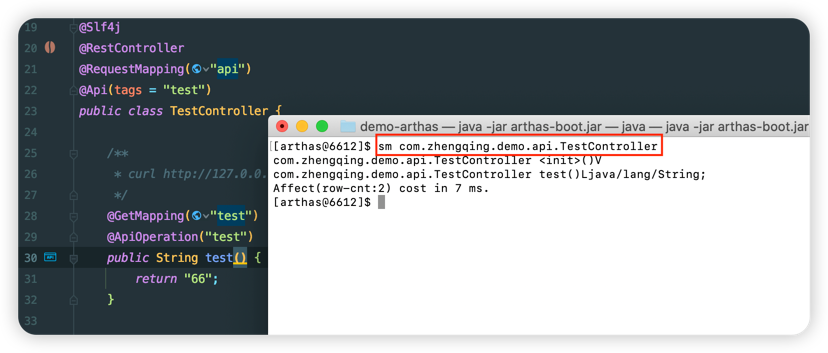 19 @Slf4j
20 @RestController
21 @RequestMapping("api")
22 @Api(tags = "test")
23 public class TestController {
24
25 /**
26 * curl http://127.0.0.
27 */
28 @GetMapping("test")
29 @ApiOperation("test")
30 public String test() {
31 return "66";
32 }
33
demo-arthas — java -jar arthas-boot.jar — java — java -jar arthas-boot.jar
[[arthas@6612]$ sm com.zhengqing.demo.api.TestController
com.zhengqing.demo.api.TestController <init>()V
com.zhengqing.demo.api.TestController test()Ljava/lang/String;
Affect(row-cnt:2) cost in 7 ms.
[arthas@6612]$